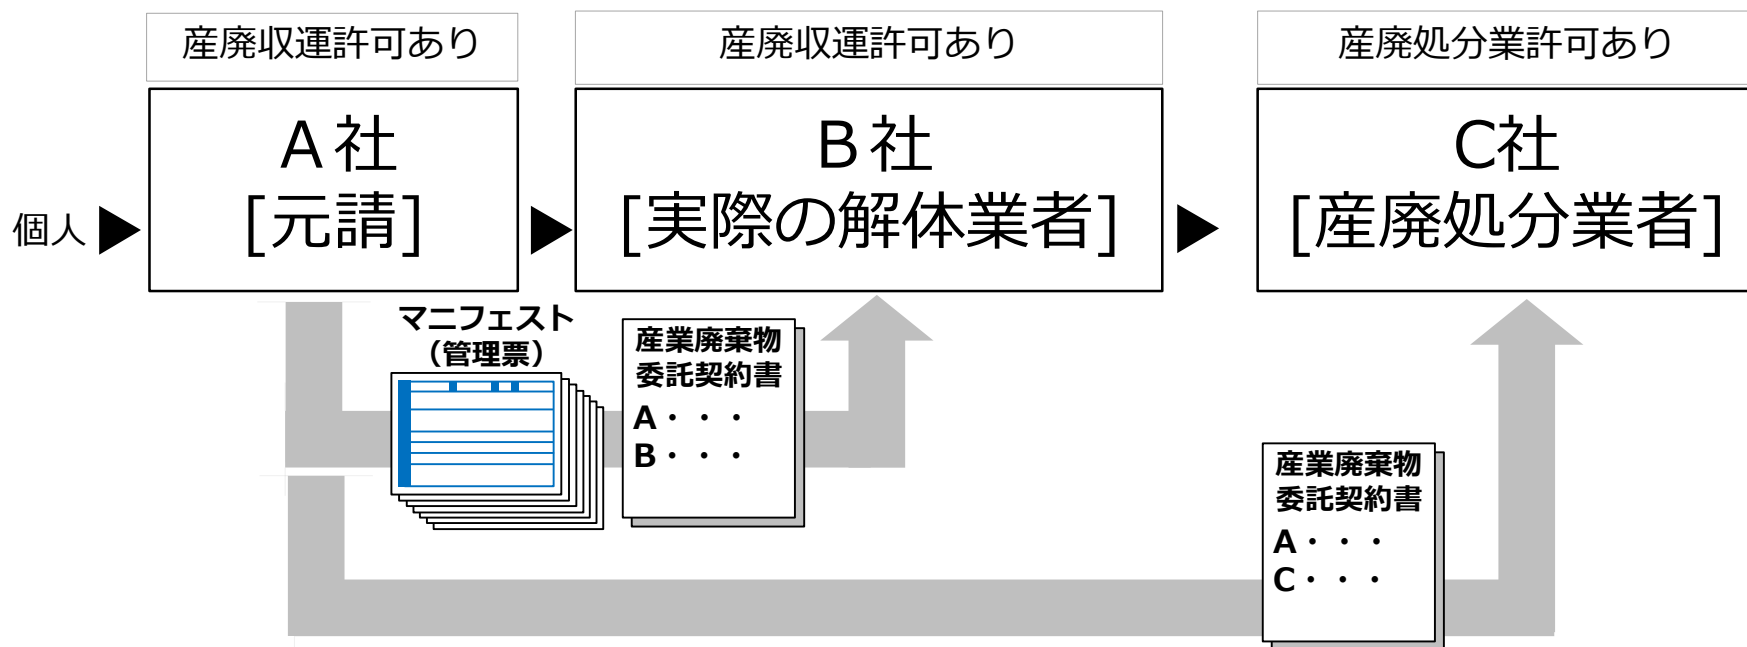 産廃収運許可あり
産廃収運許可あり
産廃処分業許可あり
個人
A社
[元請]
B社
[実際の解体業者]
C社
[産廃処分業者]
マニフェスト
（管理票）
産業廃棄物
委託契約書
A・・・
B・・・
産業廃棄物
委託契約書
A・・・
C・・・